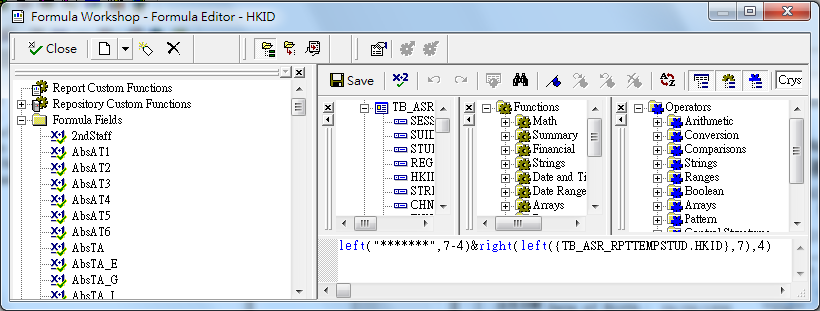 Formula Workshop - Formula Editor - HKID
Close
Report Custom Functions
Repository Custom Functions
Formula Fields
2ndStaff
AbsAT1
AbsAT2
AbsAT3
AbsAT4
AbsAT5
AbsAT6
AbsTA
AbsTA_E
AbsTA_G
AbsTA_I
Save
X+2
Crys
TB_ASR
SESS
SUID
STU
REG
HKII
STRI
CHN
Functions
Math
Summary
Financial
Strings
Date and Ti
Date Range
Arrays
Operators
Arithmetic
Conversion
Comparisons
Strings
Ranges
Boolean
Arrays
Pattern
Control Structure
left("*******",7-4)&right(left({TB_ASR_RPTTEMPSTUD.HKID},7),4)